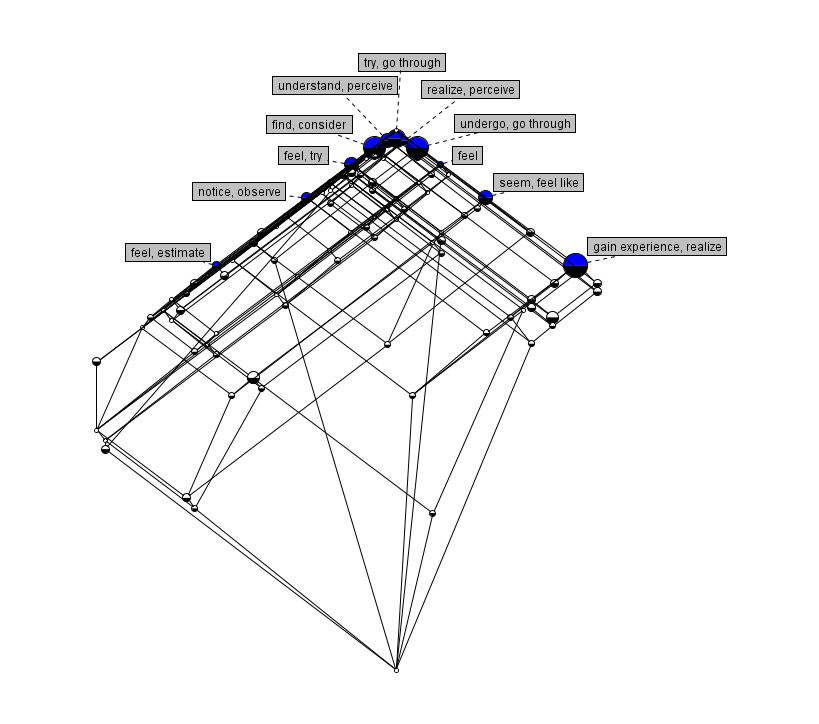 try, go through
understand, perceive
realize, perceive
find, consider
undergo, go through
feel, try
feel
notice, observe
seem, feel like
feel, estimate
gain experience, realize